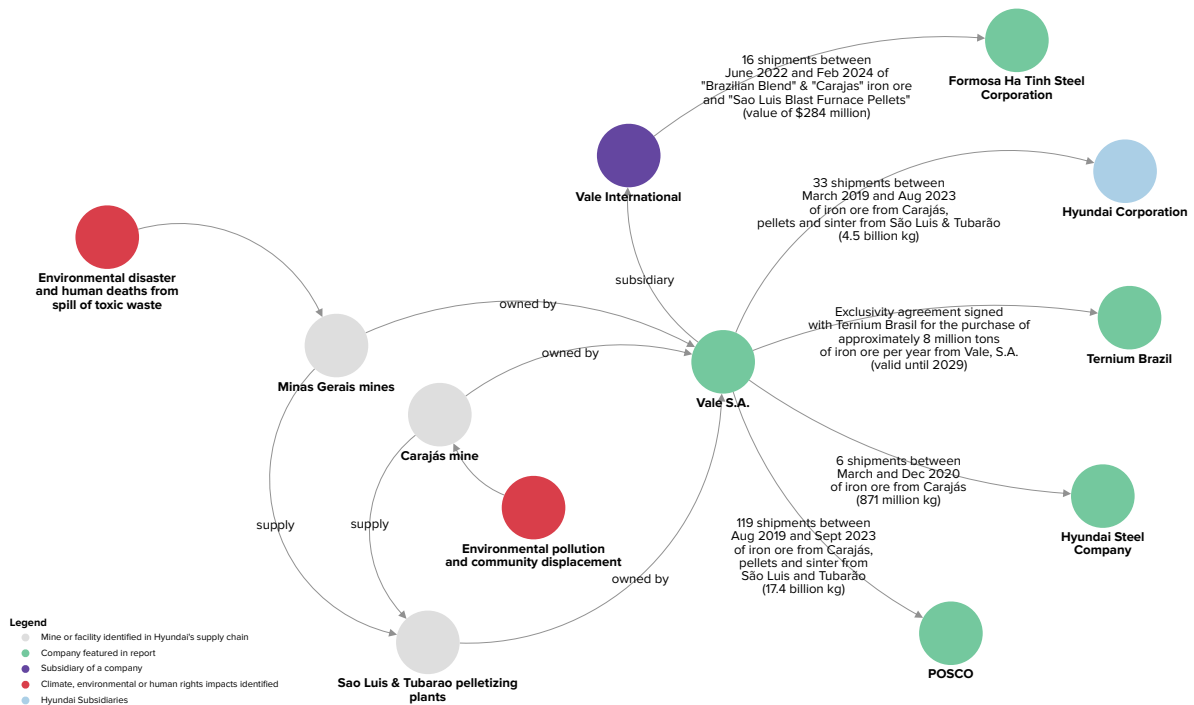 16 shipments between
June 2022 and Feb 2024 of
"Brazilian Blend" & "Carajas" iron ore
and "Sao Luis Blast Furnace Pellets"
(value of $284 million)
Formosa Ha Tinh Steel
Corporation
Vale International
33 shipments between
March 2019 and Aug 2023
of iron ore from Carajás,
pellets and sinter from São Luis & Tubarão
(4.5 billion kg)
Hyundai Corporation
Environmental disaster
and human deaths from
spill of toxic waste
subsidiary
owned by
Exclusivity agreement signed
with Ternium Brasil for the purchase of
approximately 8 million tons
of iron ore per year from Vale, S.A.
(valid until 2029)
Ternium Brazil
owned by
Minas Gerais mines
Vale S.A.
Carajás mine
6 shipments between
March and Dec 2020
of iron ore from Carajás
(871 million kg)
Hyundai Steel
Company
supply
supply
Environmental pollution
and community displacement
119 shipments between
Aug 2019 and Sept 2023
of iron ore from Carajás,
pellets and sinter from
São Luis and Tubarão
(17.4 billion kg)
owned by
POSCO
Sao Luis & Tubarao pelletizing
plants
Legend
Mine or facility identified in Hyundai's supply chain
Company featured in report
Subsidiary of a company
Climate, environmental or human rights impacts identified
Hyundai Subsidiaries